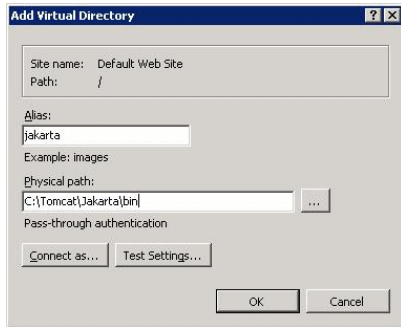 Add Virtual Directory
Site name: Default Web Site
Path: /
Alias:
jakarta
Example: images
Physical path:
C:\Tomcat\Jakarta\bin
...
Pass-through authentication
Connect as... Test Settings...
OK Cancel